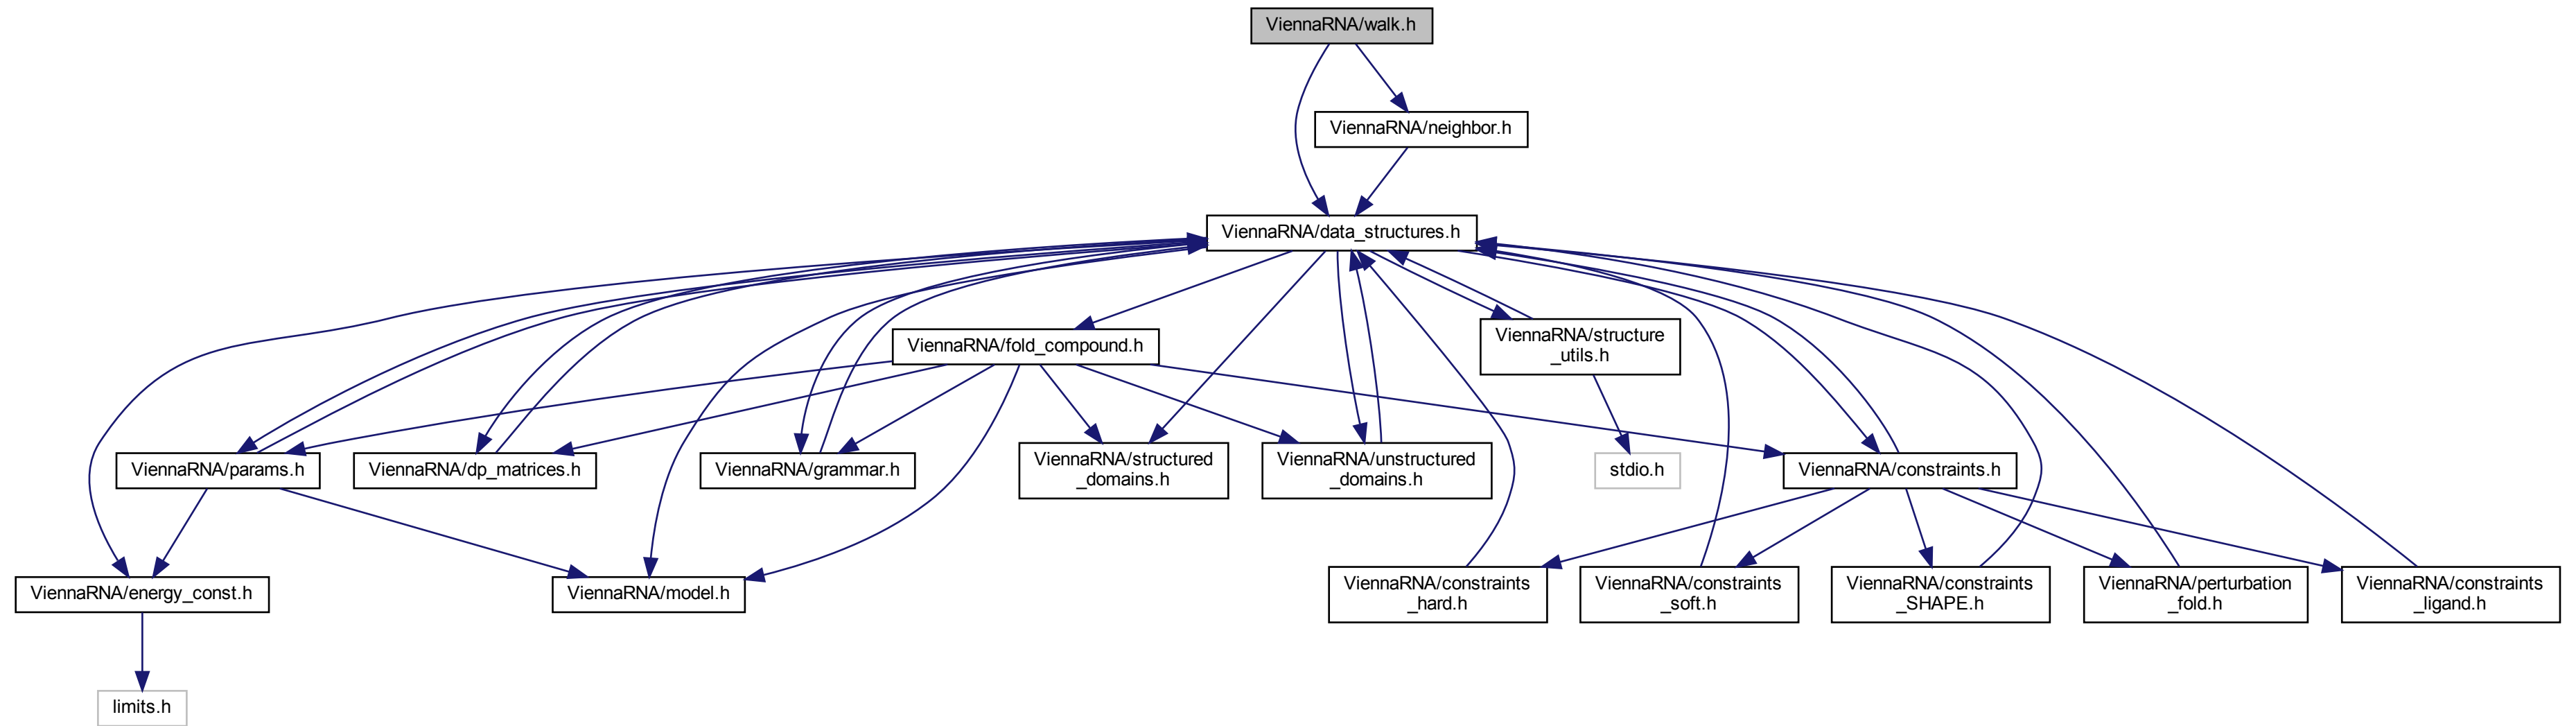 ViennaRNA/walk.h
ViennaRNA/neighbor.h
ViennaRNA/data_structures.h
ViennaRNA/fold_compound.h
ViennaRNA/structure
_utils.h
ViennaRNA/params.h
ViennaRNA/dp_matrices.h
ViennaRNA/grammar.h
ViennaRNA/structured
_domains.h
ViennaRNA/unstructured
_domains.h
stdio.h
ViennaRNA/constraints.h
ViennaRNA/energy_const.h
ViennaRNA/model.h
ViennaRNA/constraints
_hard.h
ViennaRNA/constraints
_soft.h
ViennaRNA/constraints
_SHAPE.h
ViennaRNA/perturbation
_fold.h
ViennaRNA/constraints
_ligand.h
limits.h